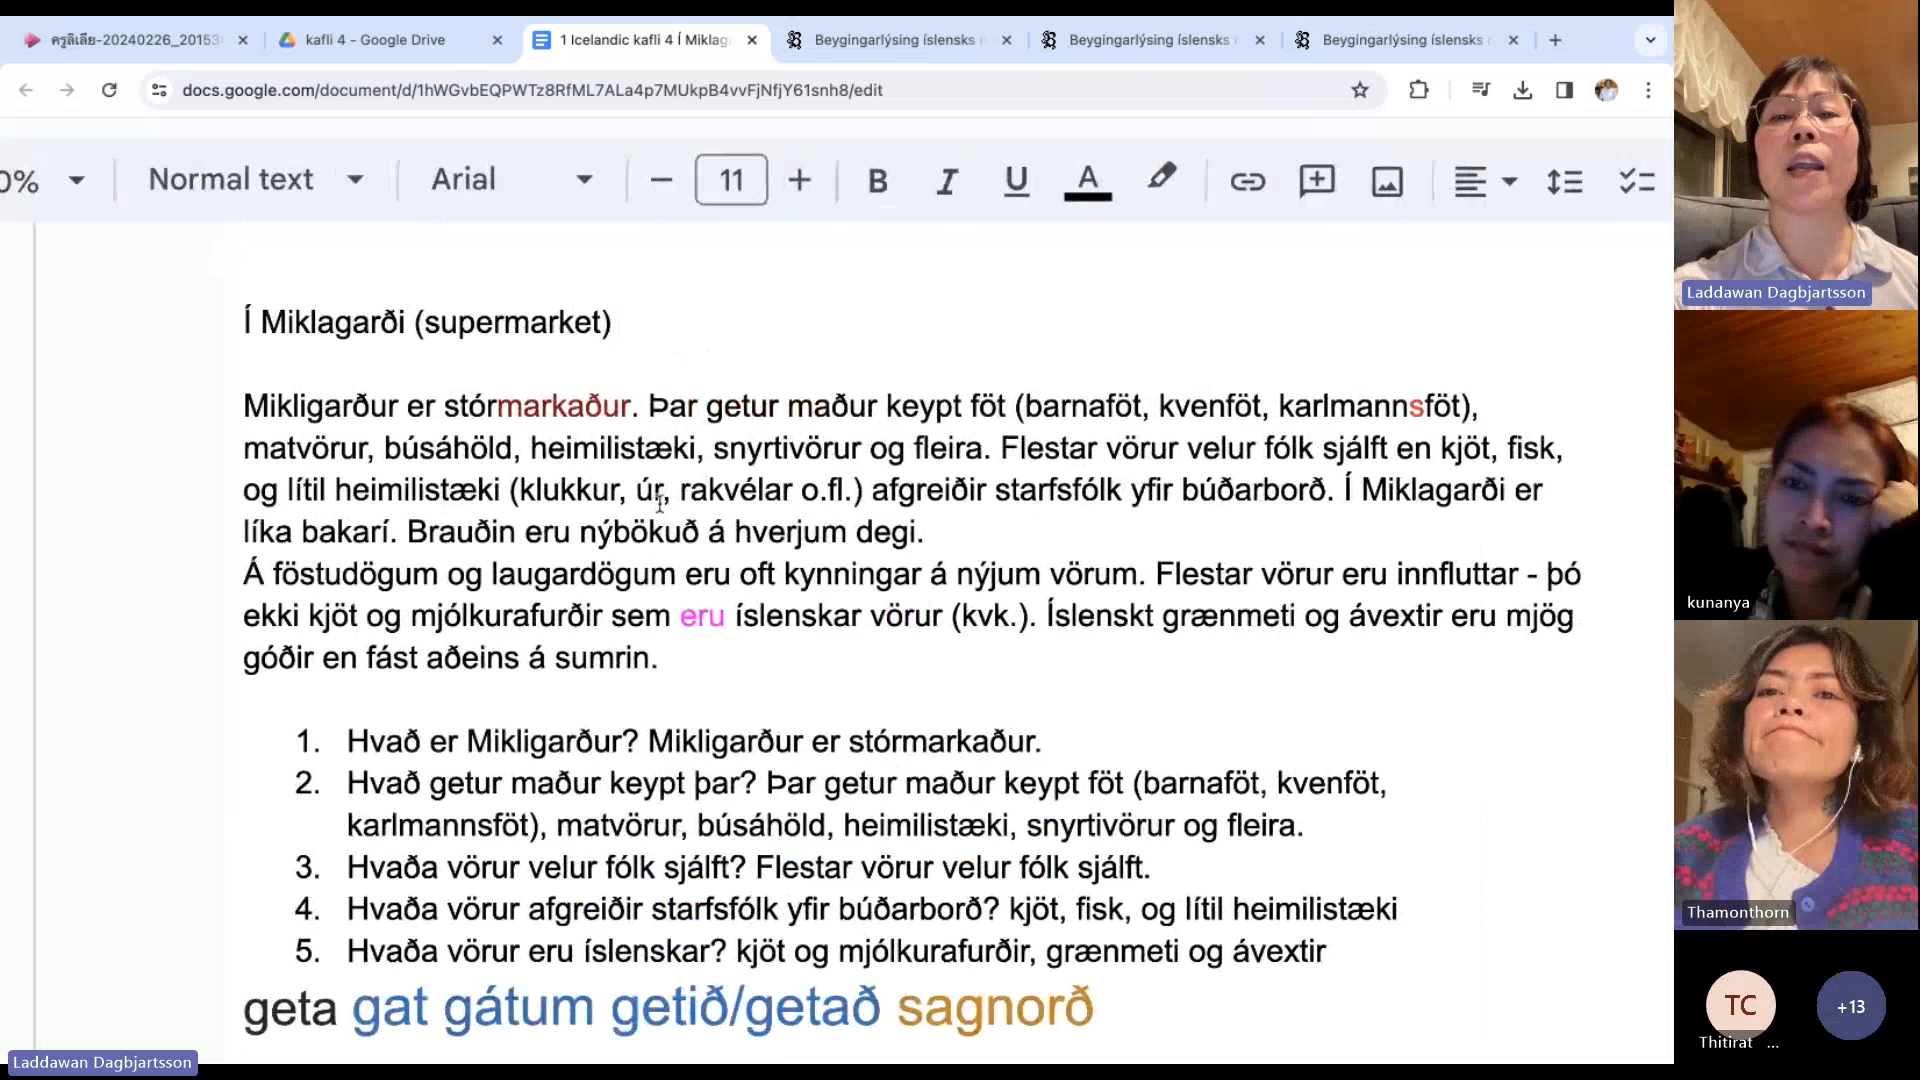 ครูลิเลีย-20240226_20153
kafli 4 - Google Drive
1 Icelandic kafli 4 Í Miklag
Beygingarlýsing íslensks n
Beygingarlýsing íslensks n
Beygingarlýsing íslensks n
docs.google.com/document/d/1hWGvbEQPWTz8RfML7ALa4p7MUkpB4vvFjNfjY61snh8/edit
0%
Normal text
Arial
11
B I U A
Í Miklagarði (supermarket)
Mikligarður er stórmarkaður. Þar getur maður keypt föt (barnaföt, kvenföt, karlmannsföt),
matvörur, búsáhöld, heimilistæki, snyrtivörur og fleira. Flestar vörur velur fólk sjálft en kjöt, fisk,
og lítil heimilistæki (klukkur, úr, rakvélar o.fl.) afgreiðir starfsfólk yfir búðarborð. Í Miklagarði er
líka bakarí. Brauðin eru nýbökuð á hverjum degi.
Á föstudögum og laugardögum eru oft kynningar á nýjum vörum. Flestar vörur eru innfluttar - þó
ekki kjöt og mjólkurafurðir sem eru íslenskar vörur (kvk.). Íslenskt grænmeti og ávextir eru mjög
góðir en fást aðeins á sumrin.
1. Hvað er Mikligarður? Mikligarður er stórmarkaður.
2. Hvað getur maður keypt þar? Þar getur maður keypt föt (barnaföt, kvenföt,
karlmannsföt), matvörur, búsáhöld, heimilistæki, snyrtivörur og fleira.
3. Hvaða vörur velur fólk sjálft? Flestar vörur velur fólk sjálft.
4. Hvaða vörur afgreiðir starfsfólk yfir búðarborð? kjöt, fisk, og lítil heimilistæki
5. Hvaða vörur eru íslenskar? kjöt og mjólkurafurðir, grænmeti og ávextir
geta gat gátum getið/getað sagnorð
Laddawan Dagbjartsson
Laddawan Dagbjartsson
kunanya
Thamonthorn
TC
+13
Thitirat ...